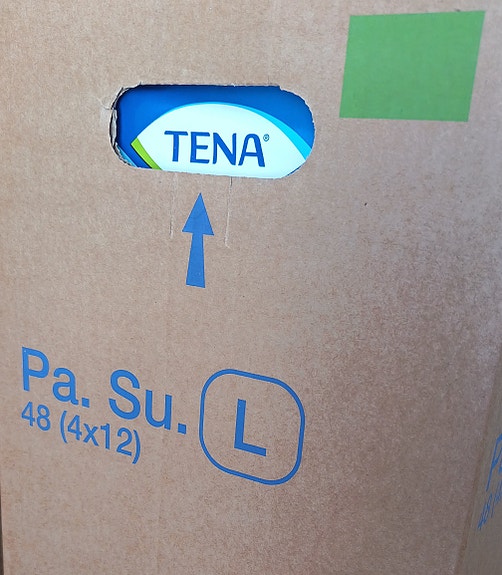 TENA®
Pa. Su. L
48 (4x12)